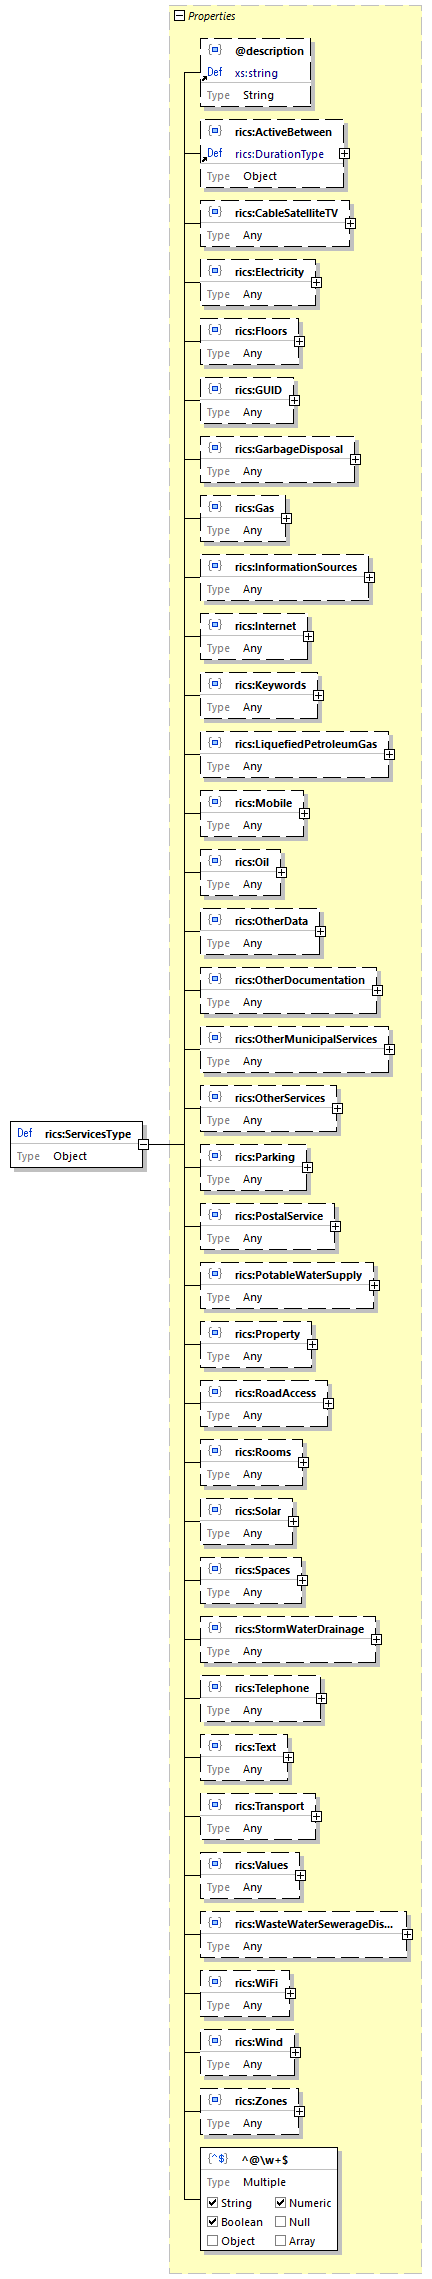 Properties
@description
Def xs:string
Type String
rics:ActiveBetween
Def rics:DurationType
Type Object
rics:CableSatelliteTV
Type Any
rics:Electricity
Type Any
rics:Floors
Type Any
rics:GUID
Type Any
rics:GarbageDisposal
Type Any
rics:Gas
Type Any
rics:InformationSources
Type Any
rics:Internet
Type Any
rics:Keywords
Type Any
rics:LiquefiedPetroleumGas
Type Any
rics:Mobile
Type Any
rics:Oil
Type Any
rics:OtherData
Type Any
rics:OtherDocumentation
Type Any
rics:OtherMunicipalServices
Type Any
rics:OtherServices
Type Any
Def rics:ServicesType
Type Object
rics:Parking
Type Any
rics:PostalService
Type Any
rics:PotableWaterSupply
Type Any
rics:Property
Type Any
rics:RoadAccess
Type Any
rics:Rooms
Type Any
rics:Solar
Type Any
rics:Spaces
Type Any
rics:StormWaterDrainage
Type Any
rics:Telephone
Type Any
rics:Text
Type Any
rics:Transport
Type Any
rics:Values
Type Any
rics:WasteWaterSewerageDis...
Type Any
rics:WiFi
Type Any
rics:Wind
Type Any
rics:Zones
Type Any
{^$} ^@\w+$
Type Multiple
String Numeric
Boolean Null
Object Array